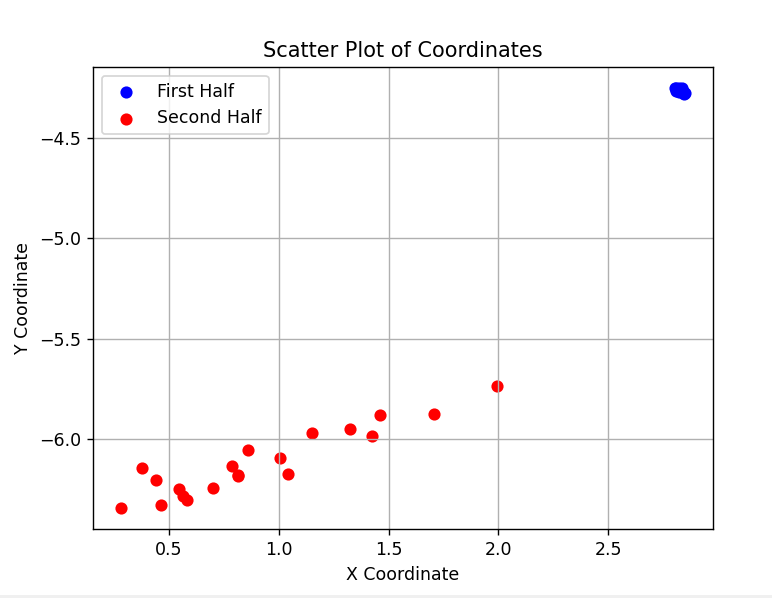 Scatter Plot of Coordinates
First Half
Second Half
−4.5
−5.0
−5.5
−6.0
Y Coordinate
0.5
1.0
1.5
2.0
2.5
X Coordinate